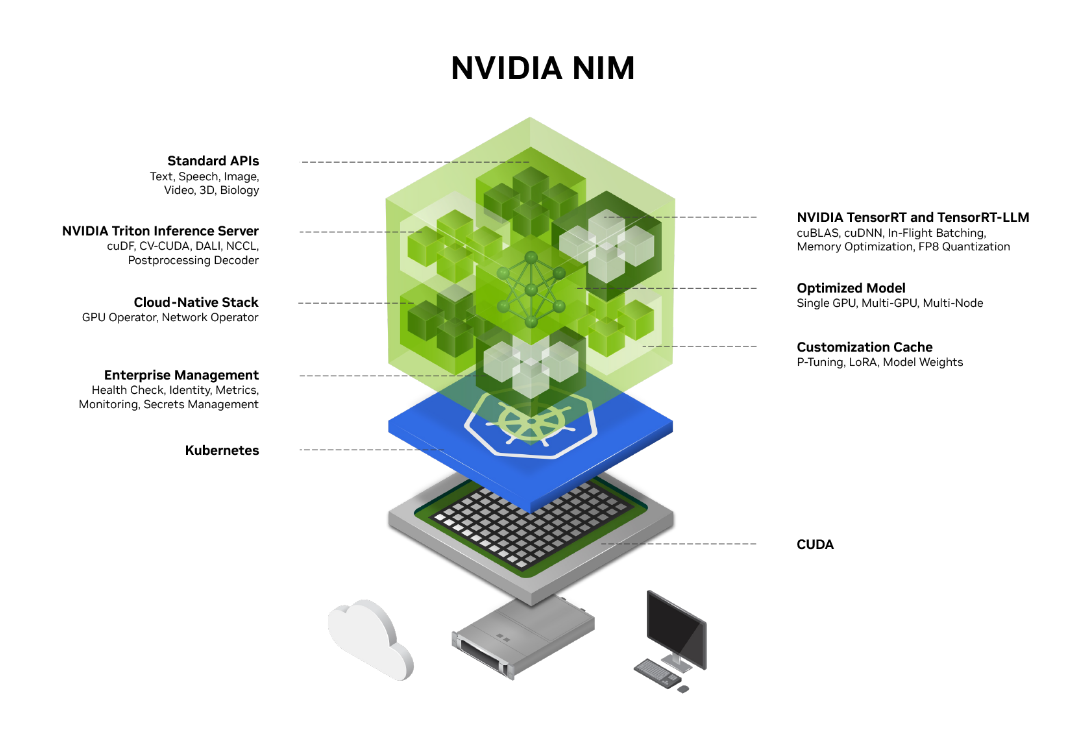 NVIDIA NIM
Standard APIs
Text, Speech, Image,
Video, 3D, Biology
NVIDIA Triton Inference Server
cuDF, CV-CUDA, DALI, NCCL,
Postprocessing Decoder
Cloud-Native Stack
GPU Operator, Network Operator
Enterprise Management
Health Check, Identity, Metrics,
Monitoring, Secrets Management
Kubernetes
NVIDIA TensorRT and TensorRT-LLM
cuBLAS, cuDNN, In-Flight Batching,
Memory Optimization, FP8 Quantization
Optimized Model
Single GPU, Multi-GPU, Multi-Node
Customization Cache
P-Tuning, LoRA, Model Weights
CUDA